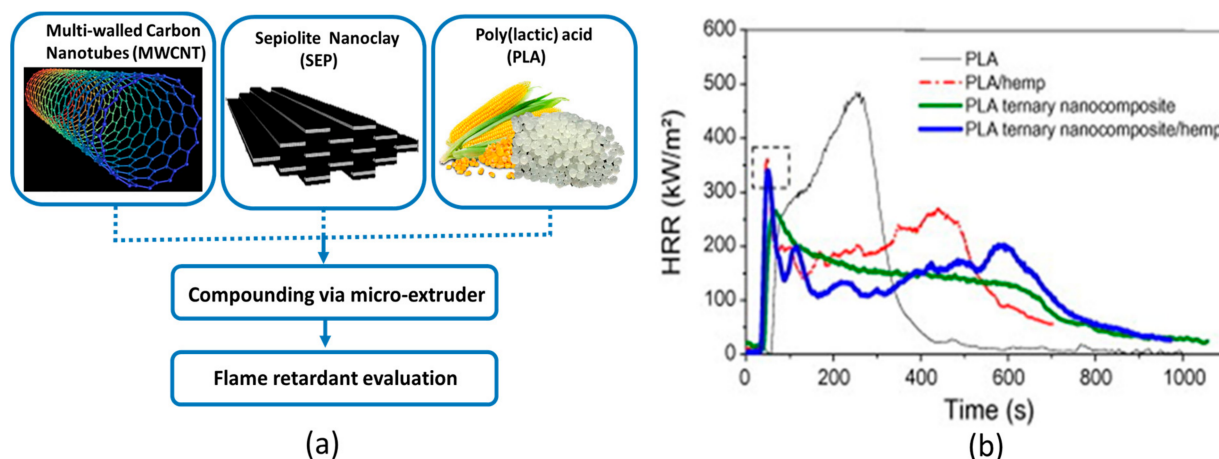 Multi-walled Carbon
Nanotubes (MWCNT)
Sepiolite Nanoclay
(SEP)
Poly(lactic) acid
(PLA)
Compounding via micro-extruder
Flame retardant evaluation
(a)
600
500
400
300
200
100
0
HRR (kW/m²)
PLA
PLA/hemp
PLA ternary nanocomposite
PLA ternary nanocomposite/hemp
0
200
400
600
800
1000
Time (s)
(b)